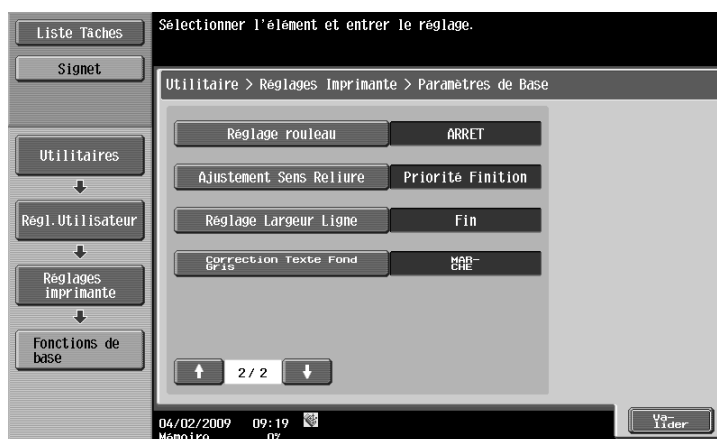 Liste Tâches
Sélectionner l'élément et entrer le réglage.
Signet
Utilitaire > Réglages Imprimante > Paramètres de Base
Réglage rouleau ARRET
Utilitaires
Ajustement Sens Reliure Priorité Finition
Régl.Utilisateur
Réglage Largeur Ligne Fin
Correction Texte Fond
Gris
MAR-
CHE
Réglages
imprimante
Fonctions de
base
2/ 2
04/02/2009 09:19
Mémoire 0%
Va-
lider